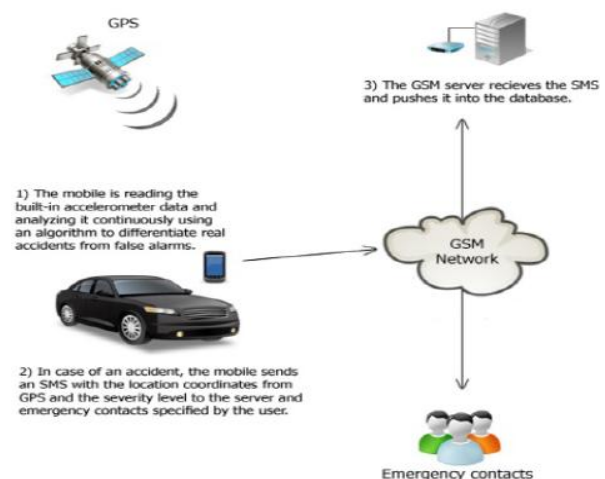 GPS
3) The GSM server recieves the SMS
and pushes it into the database.
1) The mobile is reading the
built-in accelerometer data and
analyzing it continuously using
an algorithm to differentiate real
accidents from false alarms.
GSM
Network
2) In case of an accident, the mobile sends
an SMS with the location coordinates from
GPS and the severity level to the server and
emergency contacts specified by the user.
Emergency contacts